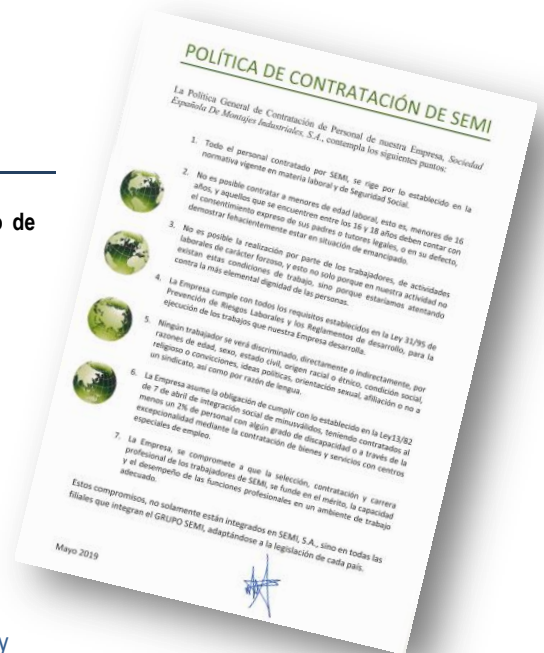 POLÍTICA DE CONTRATACIÓN DE SEMI
La Política General de Contratación de Personal de nuestra Empresa, Sociedad
Española De Montajes Industriales, S.A., contempla los siguientes puntos:
1. Todo el personal contratado por SEMI, se rige por lo establecido en la
normativa vigente en materia laboral y de Seguridad Social.
o de
2. No es posible contratar a menores de edad laboral, esto es, menores de 16
años, y aquellos que se encuentren entre los 16 y 18 años deben contar con
el consentimiento expreso de sus padres o tutores legales, o en su defecto,
demostrar fehacientemente estar en situación de emancipado.
3. No es posible la realización por parte de los trabajadores, de actividades
laborales de carácter forzoso, y esto no solo porque en nuestra actividad no
existan estas condiciones de trabajo, sino porque estaríamos atentando
contra la más elemental dignidad de las personas.
4. La Empresa cumple con todos los requisitos establecidos en la Ley 31/95 de
Prevención de Riesgos Laborales y los Reglamentos de desarrollo, para la
ejecución de los trabajos que nuestra Empresa desarrolla.
5. Ningún trabajador se verá discriminado, directamente o indirectamente, por
razones de edad, sexo, estado civil, origen racial o étnico, condición social,
religioso o convicciones, ideas políticas, orientación sexual, afiliación o no a
un sindicato, así como por razón de lengua.
6. La Empresa asume la obligación de cumplir con lo establecido en la Ley13/82
de 7 de abril de integración social de minusválidos, teniendo contratados al
menos un 2% de personal con algún grado de discapacidad o a través de la
excepcionalidad mediante la contratación de bienes y servicios con centros
especiales de empleo.
7. La Empresa, se compromete a que la selección, contratación y carrera
profesional de los trabajadores de SEMI, se funde en el mérito, la capacidad
y el desempeño de las funciones profesionales en un ambiente de trabajo
adecuado.
Estos compromisos, no solamente están integrados en SEMI, S.A., sino en todas las
filiales que integran el GRUPO SEMI, adaptándose a la legislación de cada país.
Mayo 2019
y